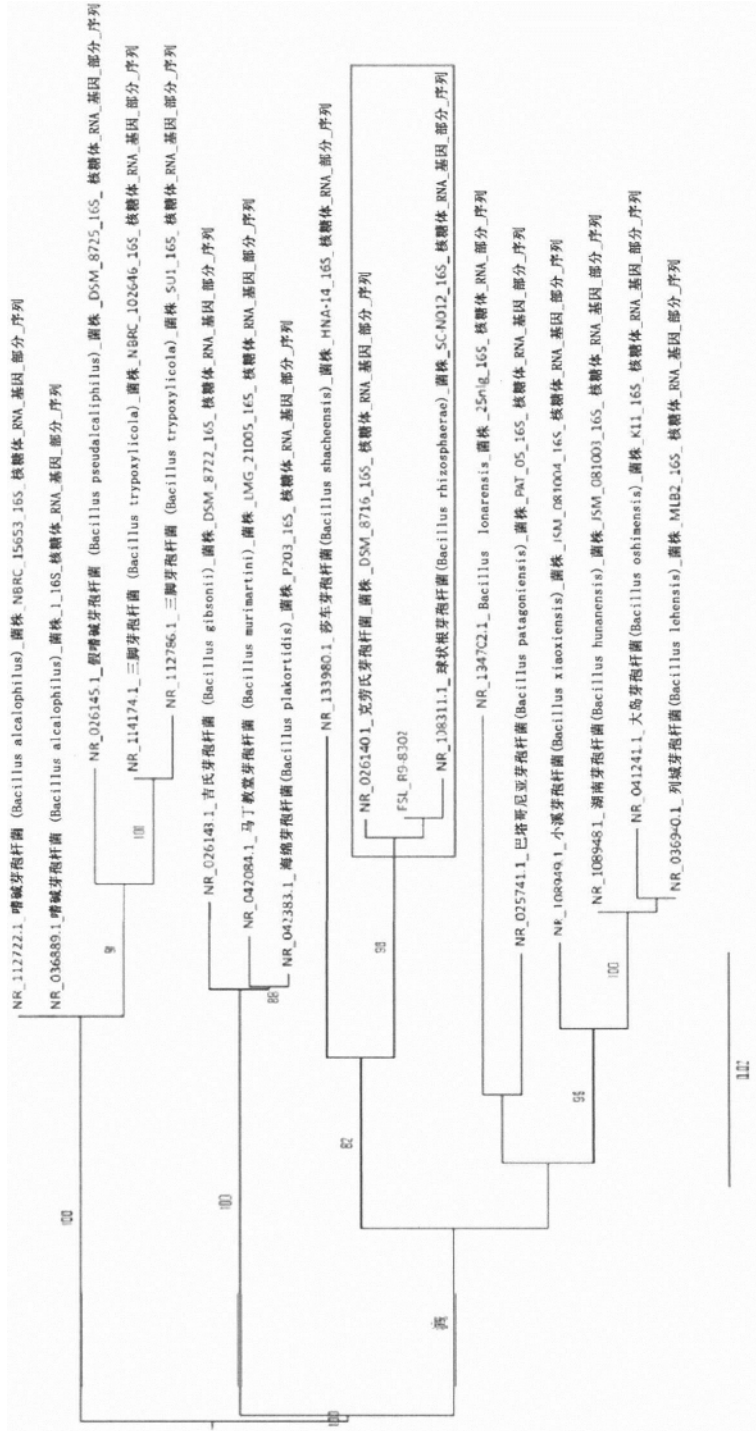 NR_112722.1_嗜碱芽孢杆菌 (Bacillus alcalophilus)_菌株_NBRC_15653_16S_核糖体_RNA_基因_部分_序列
NR_036889.1_嗜碱芽孢杆菌 (Bacillus alcalophilus)_菌株_1_16S_核糖体_RNA_基因_部分_序列
NR_026145.1_假嗜碱芽孢杆菌 (Bacillus pseudalcaliphilus)_菌株_DSM_8725_16S_核糖体_RNA_基因_部分_序列
NR_114174.1_三脚芽孢杆菌 (Bacillus trypoxylicola)_菌株_NBRC_102646_16S_核糖体_RNA_基因_部分_序列
NR_112786.1_三脚芽孢杆菌 (Bacillus trypoxylicola)_菌株_SU1_16S_核糖体_RNA_基因_部分_序列
NR_026143.1_吉氏芽孢杆菌 (Bacillus gibsonii)_菌株_DSM_8722_16S_核糖体_RNA_基因_部分_序列
NR_042084.1_马丁教堂芽孢杆菌 (Bacillus murimartini)_菌株_LMG_21005_16S_核糖体_RNA_基因_部分_序列
NR_042383.1_海绵芽孢杆菌 (Bacillus plakortidis)_菌株_P203_16S_核糖体_RNA_基因_部分_序列
NR_133980.1_莎车芽孢杆菌(Bacillus shacheensis)_菌株_HNA-14_16S_核糖体_RNA_部分_序列
NR_026140.1_克劳氏芽孢杆菌_菌株_DSM_8716_16S_核糖体_RNA_基因_部分_序列
FSL_R9-8302
NR_108311.1_球状根芽孢杆菌(Bacillus rhizosphaerae)_菌株_SC-N012_16S_核糖体_RNA_基因_部分_序列
NR_134702.1_Bacillus lonarensis_菌株_25nlg_16S_核糖体_RNA_部分_序列
NR_025741.1_巴塔哥尼亚芽孢杆菌(Bacillus patagoniensis)_菌株_PAT_05_16S_核糖体_RNA_基因_部分_序列
NR_108949.1_小溪芽孢杆菌(Bacillus xiaoxiensis)_菌株_JSM_081004_16S_核糖体_RNA_基因_部分_序列
NR_108948.1_湖南芽孢杆菌(Bacillus hunanensis)_菌株_JSM_081003_16S_核糖体_RNA_基因_部分_序列
NR_041241.1_大岛芽孢杆菌(Bacillus oshimensis)_菌株_K11_16S_核糖体_RNA_基因_部分_序列
NR_036940.1_列城芽孢杆菌(Bacillus lehensis)_菌株_MLB2_16S_核糖体_RNA_基因_部分_序列
100
91
100
100
88
98
82
100
96
100